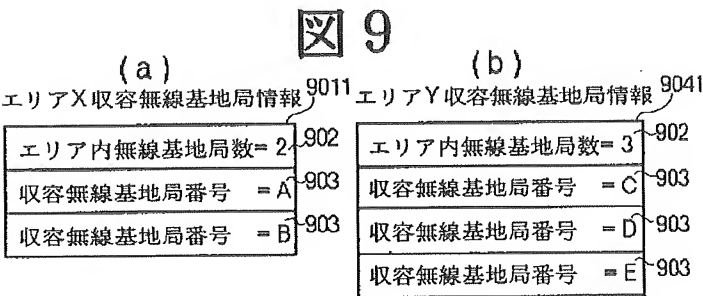 図9
(a)
エリアX収容無線基地局情報 9011
エリア内無線基地局数=2 902
収容無線基地局番号 =A 903
収容無線基地局番号 =B 903
(b)
エリアY収容無線基地局情報 9041
エリア内無線基地局数=3 902
収容無線基地局番号 =C 903
収容無線基地局番号 =D 903
収容無線基地局番号 =E 903